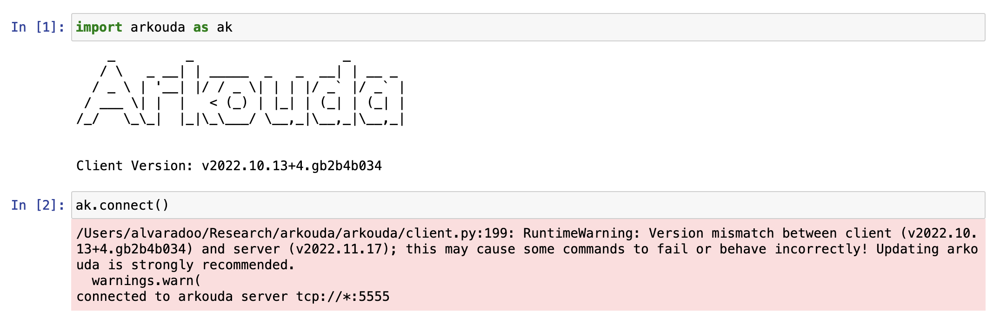 In [1]: import arkouda as ak
     _         _                   _
    / \   _ __| | _____  _   _  __| | __ _
   / _ \ | '__| |/ / _ \| | | |/ _` |/ _` |
  / ___ \| |  |   < (_) | |_| | (_| | (_| |
 /_/   \_\_|  |_|\_\___/ \__,_|\__,_|\__,_|
Client Version: v2022.10.13+4.gb2b4b034
In [2]: ak.connect()
/Users/alvaradoo/Research/arkouda/arkouda/client.py:199: RuntimeWarning: Version mismatch between client (v2022.10.
13+4.gb2b4b034) and server (v2022.11.17); this may cause some commands to fail or behave incorrectly! Updating arko
uda is strongly recommended.
  warnings.warn(
connected to arkouda server tcp://*:5555